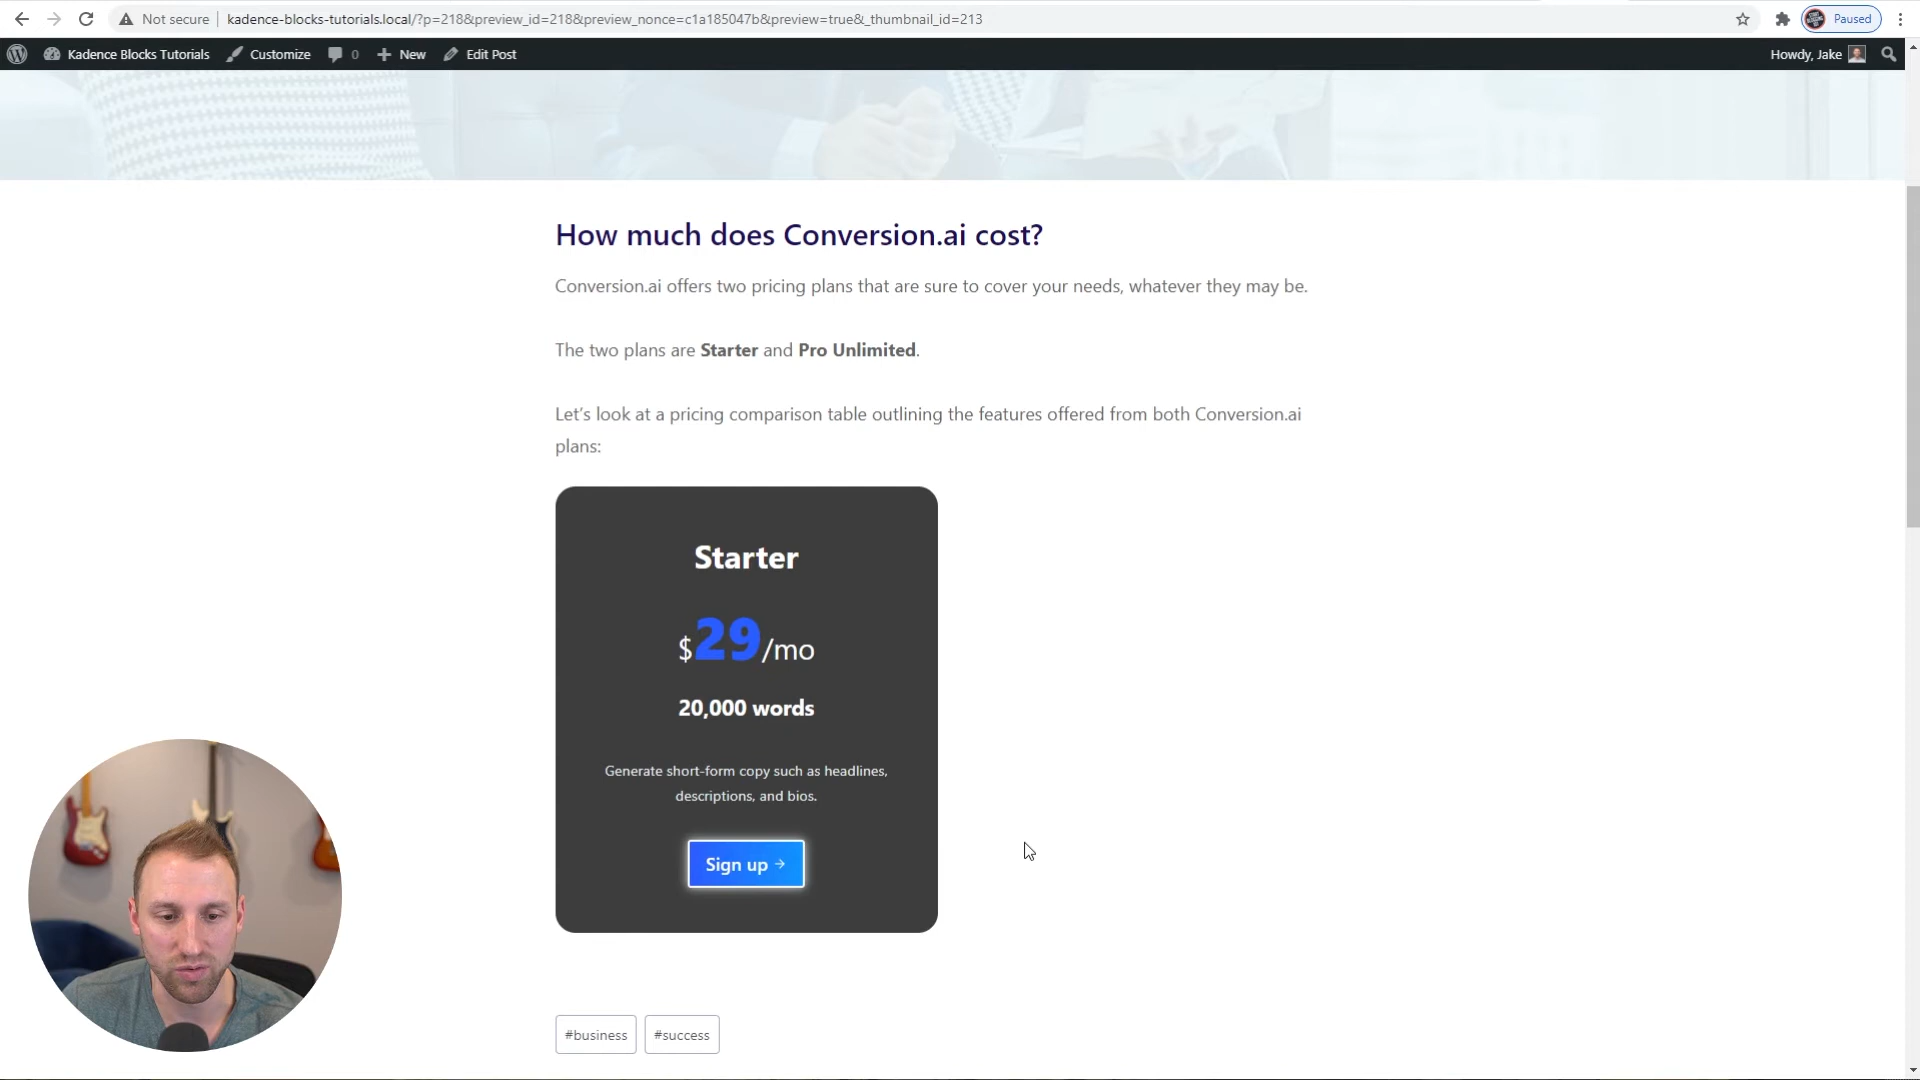 Not secure
kadence-blocks-tutorials.local/?p=218&preview_id=218&preview_nonce=c1a185047b&preview=true&_thumbnail_id=213
Paused
Kadence Blocks Tutorials
Customize
0
New
Edit Post
Howdy, Jake
How much does Conversion.ai cost?
Conversion.ai offers two pricing plans that are sure to cover your needs, whatever they may be.
The two plans are Starter and Pro Unlimited.
Let's look at a pricing comparison table outlining the features offered from both Conversion.ai
plans:
Starter
$29/mo
20,000 words
Generate short-form copy such as headlines,
descriptions, and bios.
Sign up →
#business
#success